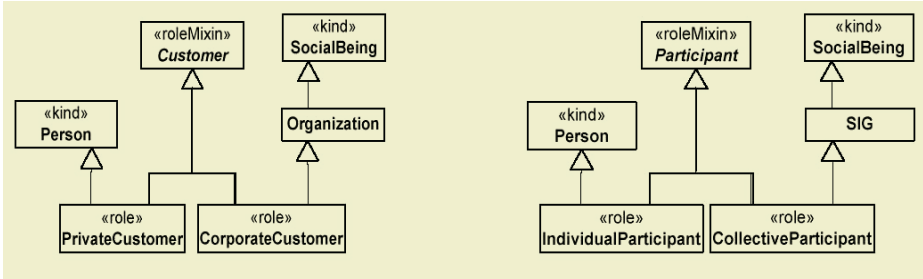 «roleMixin»
Customer
«kind»
SocialBeing
«kind»
Person
Organization
«role»
PrivateCustomer
«role»
CorporateCustomer
«roleMixin»
Participant
«kind»
SocialBeing
«kind»
Person
SIG
«role»
IndividualParticipant
«role»
CollectiveParticipant